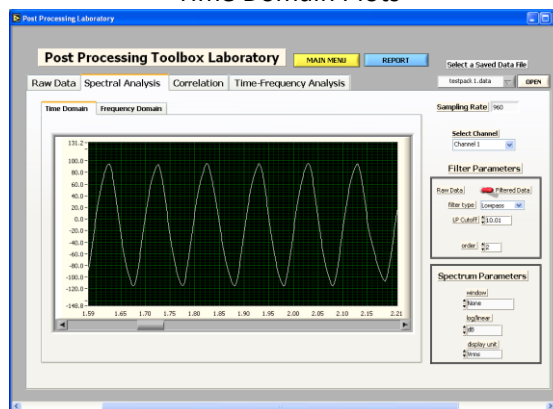 Time Domain Plots
Post Processing Laboratory
Post Processing Toolbox Laboratory
MAIN MENU
REPORT
Select a Saved Data File
testpack 1.data
OPEN
Raw Data
Spectral Analysis
Correlation
Time-Frequency Analysis
Time Domain
Frequency Domain
Sampling Rate
960
Select Channel
Channel 1
Filter Parameters
Raw Data
Filtered Data
filter type
Lowpass
LP Cutoff
10.01
order
2
Spectrum Parameters
window
None
log/linear
dB
display unit
Vrms
131.2
100.0
80.0
60.0
40.0
20.0
0.0
-20.0
-40.0
-60.0
-80.0
-100.0
-120.0
-140.8
1.59 1.65 1.70 1.75 1.80 1.85 1.90 1.95 2.00 2.05 2.10 2.15 2.21